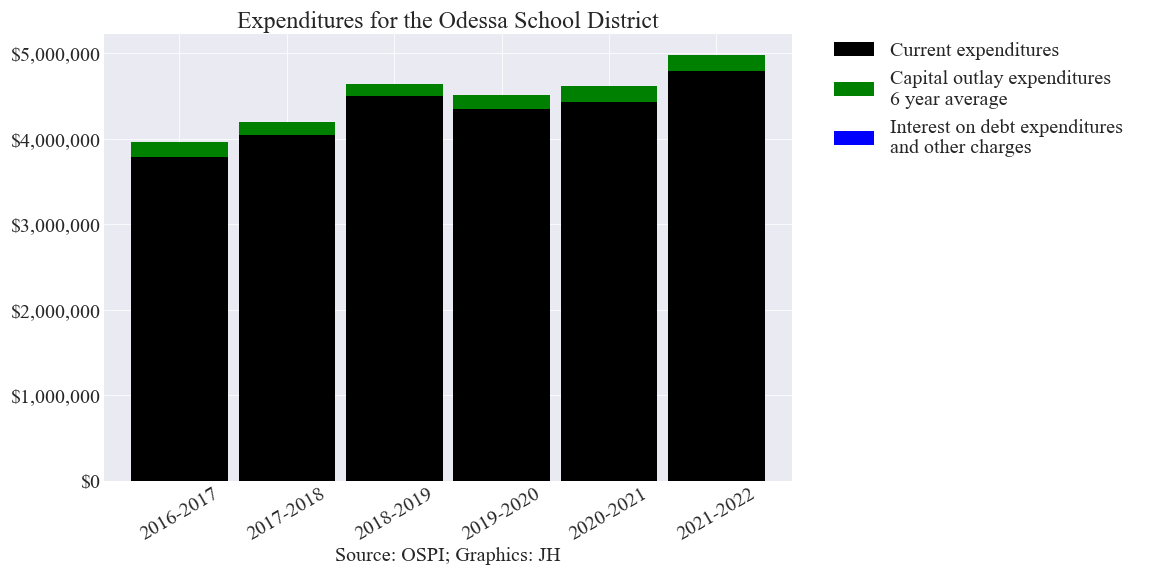 Expenditures for the Odessa School District
$5,000,000
$4,000,000
$3,000,000
$2,000,000
$1,000,000
$0
2016-2017
2017-2018
2018-2019
2019-2020
2020-2021
2021-2022
Source: OSPI; Graphics: JH
Current expenditures
Capital outlay expenditures
6 year average
Interest on debt expenditures
and other charges